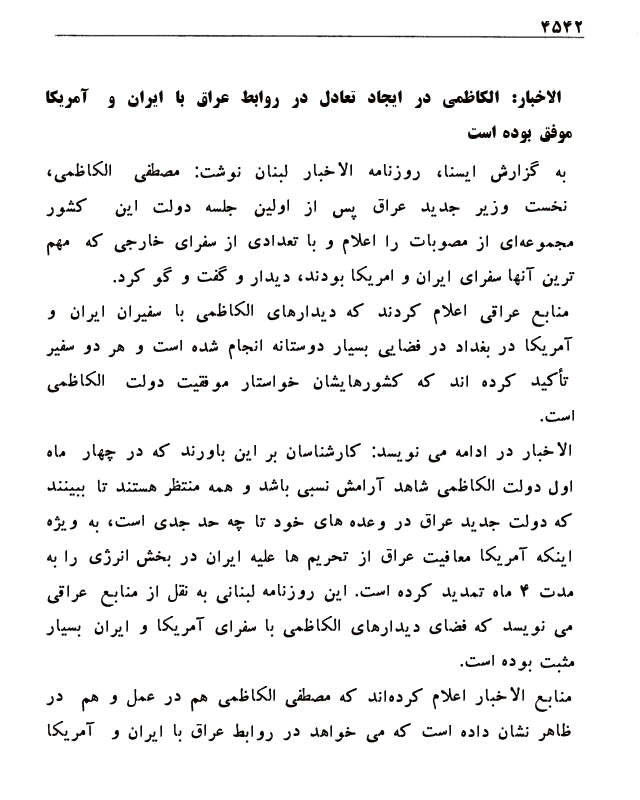 ۴۵۴۲
الاخبار: الکاظمی در ایجاد تعادل در روابط عراق با ایران و آمریکا
موفق بوده است
به گزارش ایسنا، روزنامه الاخبار لبنان نوشت: مصطفی الکاظمی،
نخست وزیر جدید عراق پس از اولین جلسه دولت این کشور
مجموعه‌ای از مصوبات را اعلام و با تعدادی از سفرای خارجی که مهم
ترین آنها سفرای ایران و امریکا بودند، دیدار و گفت و گو کرد.
منابع عراقی اعلام کردند که دیدارهای الکاظمی با سفیران ایران و
آمریکا در بغداد در فضایی بسیار دوستانه انجام شده است و هر دو سفیر
تأکید کرده اند که کشورهایشان خواستار موفقیت دولت الکاظمی
است.
الاخبار در ادامه می نویسد: کارشناسان بر این باورند که در چهار ماه
اول دولت الکاظمی شاهد آرامش نسبی باشد و همه منتظر هستند تا ببینند
که دولت جدید عراق در وعده های خود تا چه حد جدی است، به ویژه
اینکه آمریکا معافیت عراق از تحریم ها علیه ایران در بخش انرژی را به
مدت ۴ ماه تمدید کرده است. این روزنامه لبنانی به نقل از منابع عراقی
می نویسد که فضای دیدارهای الکاظمی با سفرای آمریکا و ایران بسیار
مثبت بوده است.
منابع الاخبار اعلام کرده‌اند که مصطفی الکاظمی هم در عمل و هم در
ظاهر نشان داده است که می خواهد در روابط عراق با ایران و آمریکا